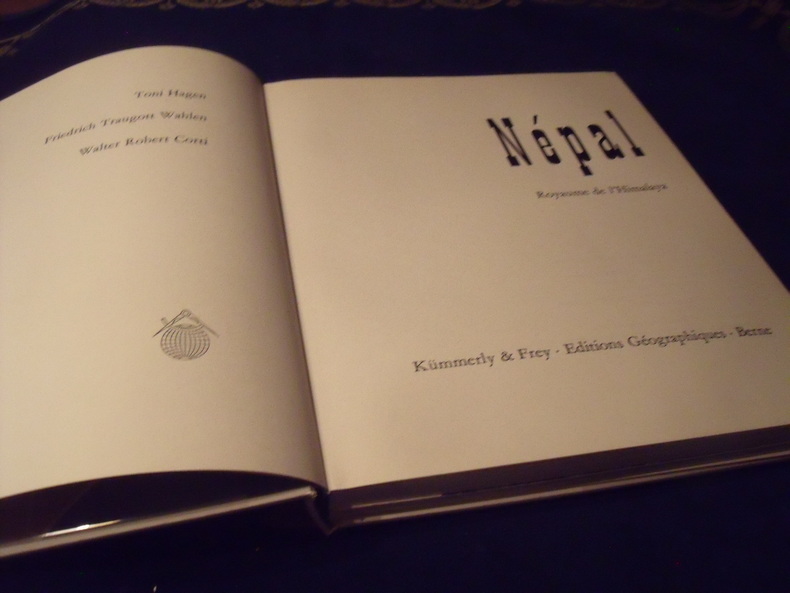 Toni Hagen
Friedrich Traugott Wahlen
Walter Robert Corti
Népal
Royaume de l'Himalaya
Kümmerly & Frey · Editions Géographiques · Berne